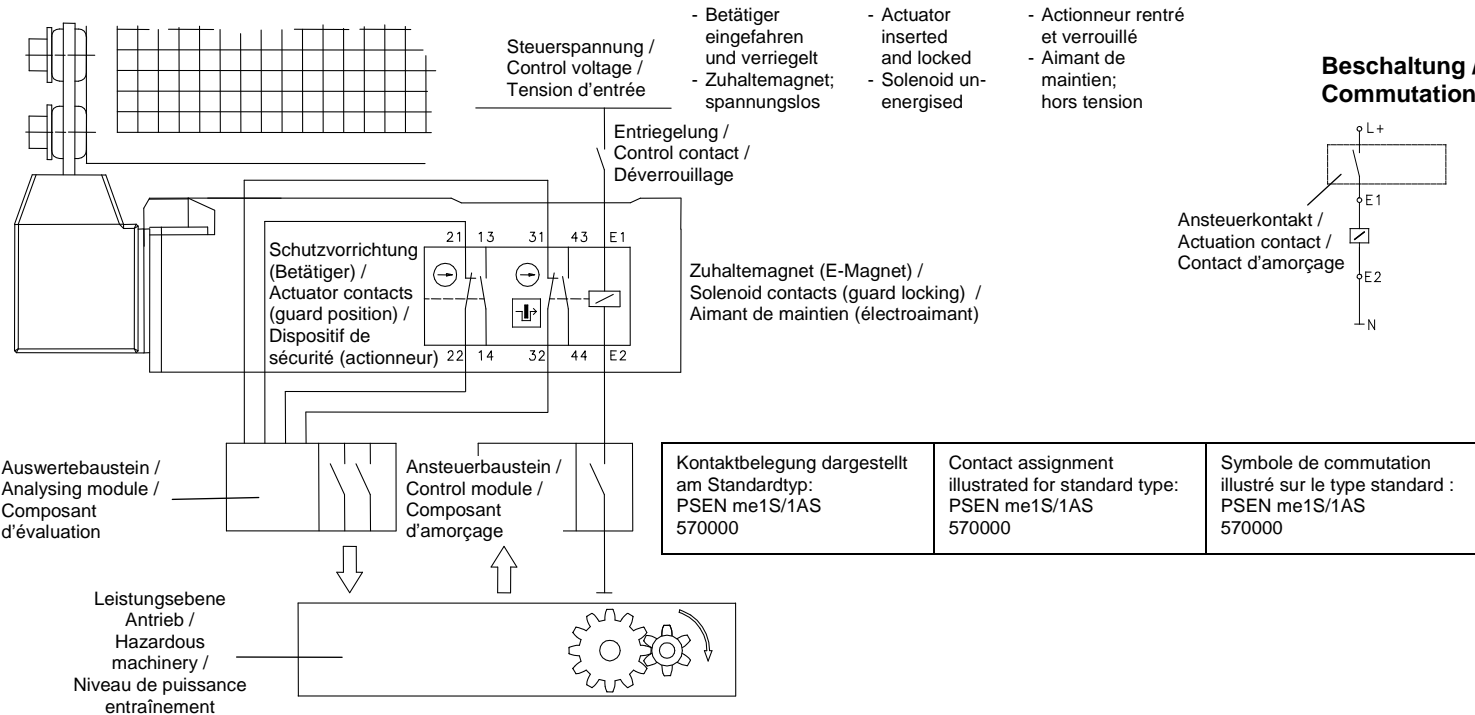 - Betätiger
eingefahren
und verriegelt
- Zuhaltemagnet;
spannungslos
- Actuator
inserted
and locked
- Solenoid un-
energised
- Actionneur rentré
et verrouillé
- Aimant de
maintien;
hors tension
Steuerspannung /
Control voltage /
Tension d'entrée
Entriegelung /
Control contact /
Déverrouillage
Beschaltung /
Commutation
L+
E1
E2
N
Ansteuerkontakt /
Actuation contact /
Contact d'amorçage
Schutzvorrichtung
(Betätiger) /
Actuator contacts
(guard position) /
Dispositif de
sécurité (actionneur)
21 13 31 43 E1
22 14 32 44 E2
Zuhaltemagnet (E-Magnet) /
Solenoid contacts (guard locking) /
Aimant de maintien (électroaimant)
Auswertebaustein /
Analysing module /
Composant
d'évaluation
Ansteuerbaustein /
Control module /
Composant
d'amorçage
Kontaktbelegung dargestellt
am Standardtyp:
PSEN me1S/1AS
570000
Contact assignment
illustrated for standard type:
PSEN me1S/1AS
570000
Symbole de commutation
illustré sur le type standard :
PSEN me1S/1AS
570000
Leistungsebene
Antrieb /
Hazardous
machinery /
Niveau de puissance
entraînement